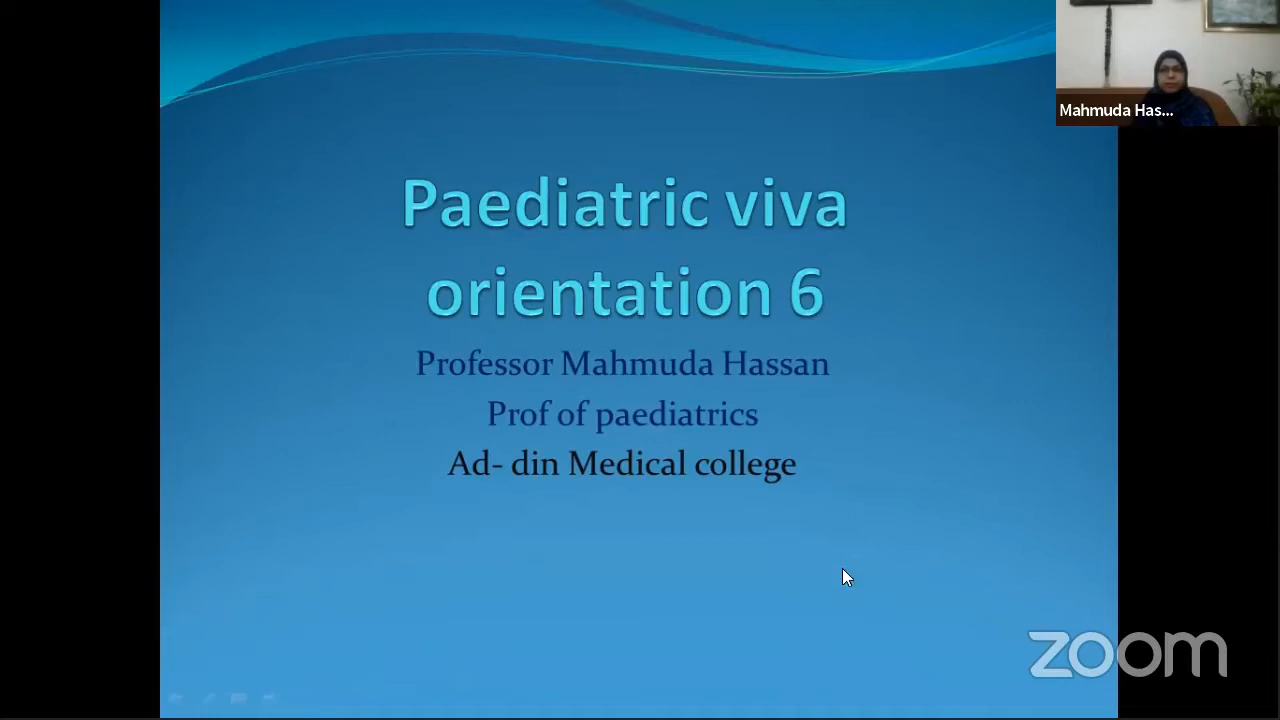 Mahmuda Has...
Paediatric viva
orientation 6
Professor Mahmuda Hassan
Prof of paediatrics
Ad- din Medical college
zoom